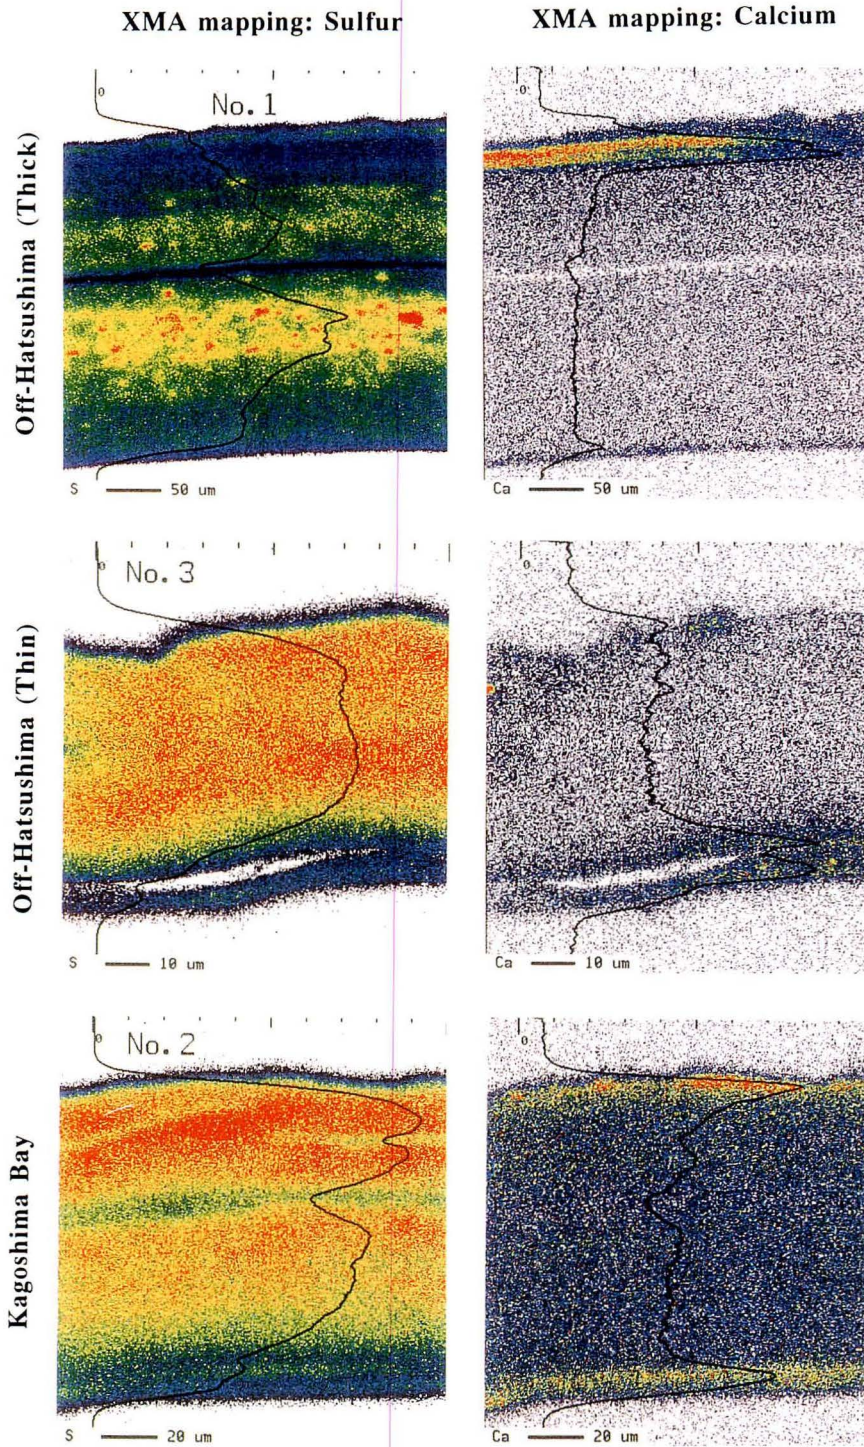 XMA mapping: Sulfur
XMA mapping: Calcium
Off-Hatsushima (Thick)
0
No. 1
0
S 50 um
Ca 50 um
Off-Hatsushima (Thin)
0
No. 3
0
S 10 um
Ca 10 um
Kagoshima Bay
0
No. 2
0
S 20 um
Ca 20 um